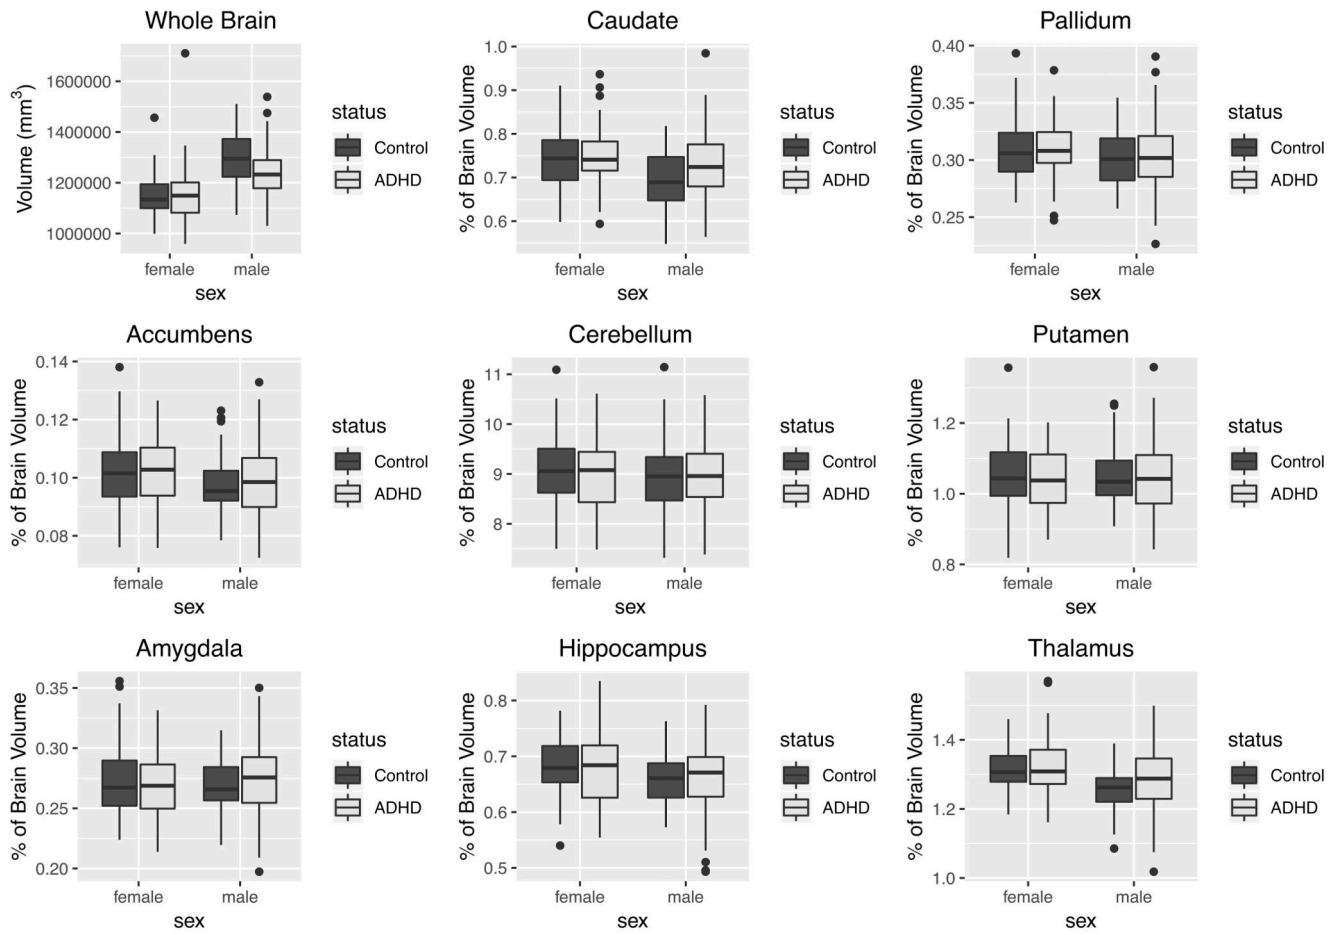 Whole Brain
Volume (mm³)
1600000
1400000
1200000
1000000
female
male
sex
status
Control
ADHD
Caudate
% of Brain Volume
1.0
0.9
0.8
0.7
0.6
female
male
sex
status
Control
ADHD
Pallidum
% of Brain Volume
0.40
0.35
0.30
0.25
female
male
sex
status
Control
ADHD
Accumbens
% of Brain Volume
0.14
0.12
0.10
0.08
female
male
sex
status
Control
ADHD
Cerebellum
% of Brain Volume
11
10
9
8
female
male
sex
status
Control
ADHD
Putamen
% of Brain Volume
1.2
1.0
0.8
female
male
sex
status
Control
ADHD
Amygdala
% of Brain Volume
0.35
0.30
0.25
0.20
female
male
sex
status
Control
ADHD
Hippocampus
% of Brain Volume
0.8
0.7
0.6
0.5
female
male
sex
status
Control
ADHD
Thalamus
% of Brain Volume
1.4
1.2
1.0
female
male
sex
status
Control
ADHD